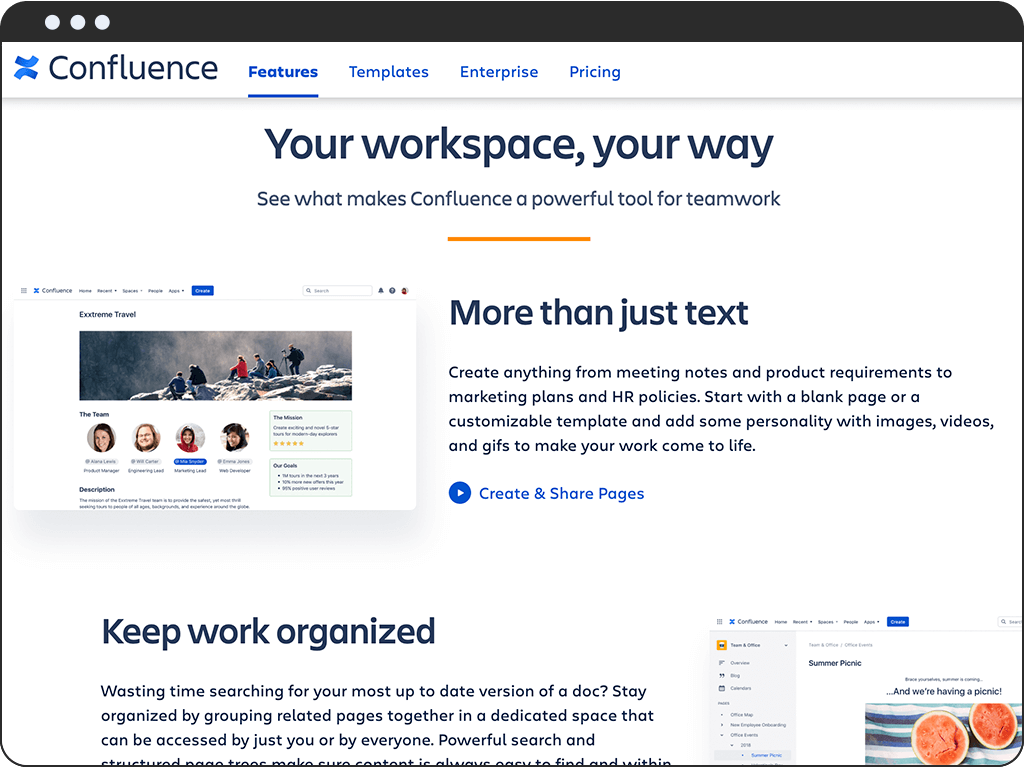 Confluence
Features Templates Enterprise Pricing
Your workspace, your way
See what makes Confluence a powerful tool for teamwork
Confluence Home Recent Spaces People Apps Create Search
Exxtreme Travel
The Team
@ Alana Lewis @ Will Carter @ Mia Snyder @ Emma Jones
Product Manager Engineering Lead Marketing Lead Web Developer
The Mission
Create exciting and novel 5-star
tours for modern-day explorers
Our Goals
1M tours in the next 3 years
10% more new offers this year
95% positive user reviews
Description
The mission of the Exxtreme Travel team is to provide the safest, yet most thrill
seeking tours to people of all ages, backgrounds, and experience around the globe.
More than just text
Create anything from meeting notes and product requirements to
marketing plans and HR policies. Start with a blank page or a
customizable template and add some personality with images, videos,
and gifs to make your work come to life.
Create & Share Pages
Keep work organized
Wasting time searching for your most up to date version of a doc? Stay
organized by grouping related pages together in a dedicated space that
can be accessed by just you or by everyone. Powerful search and
structured page trees make sure content is always easy to find and within
Confluence Home Recent Spaces People Apps Create
Team & Office
Overview
Blog
Calendars
PAGES
Office Map
New Employee Onboarding
Office Events
2018
Summer Picnic
Team & Office / Office Events
Summer Picnic
Brace yourselves, summer is coming...
...And we're having a picnic!